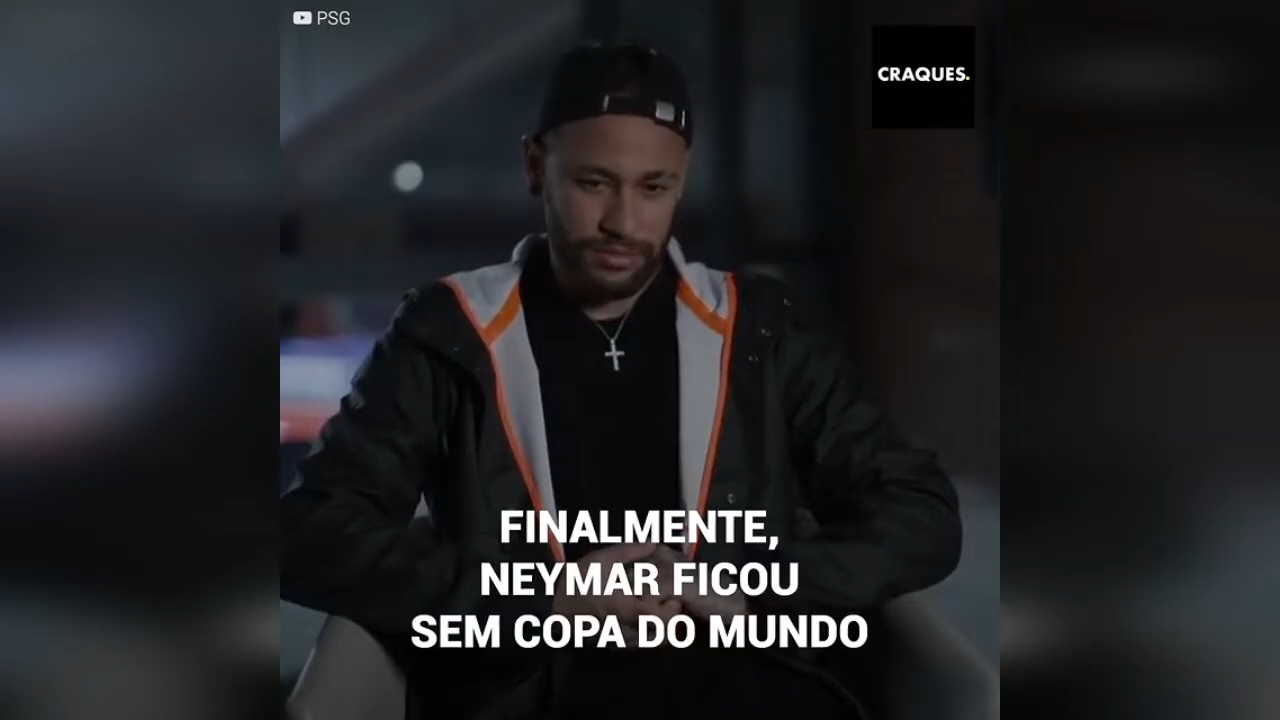 PSG
CRAQUES.
FINALMENTE,
NEYMAR FICOU
SEM COPA DO MUNDO